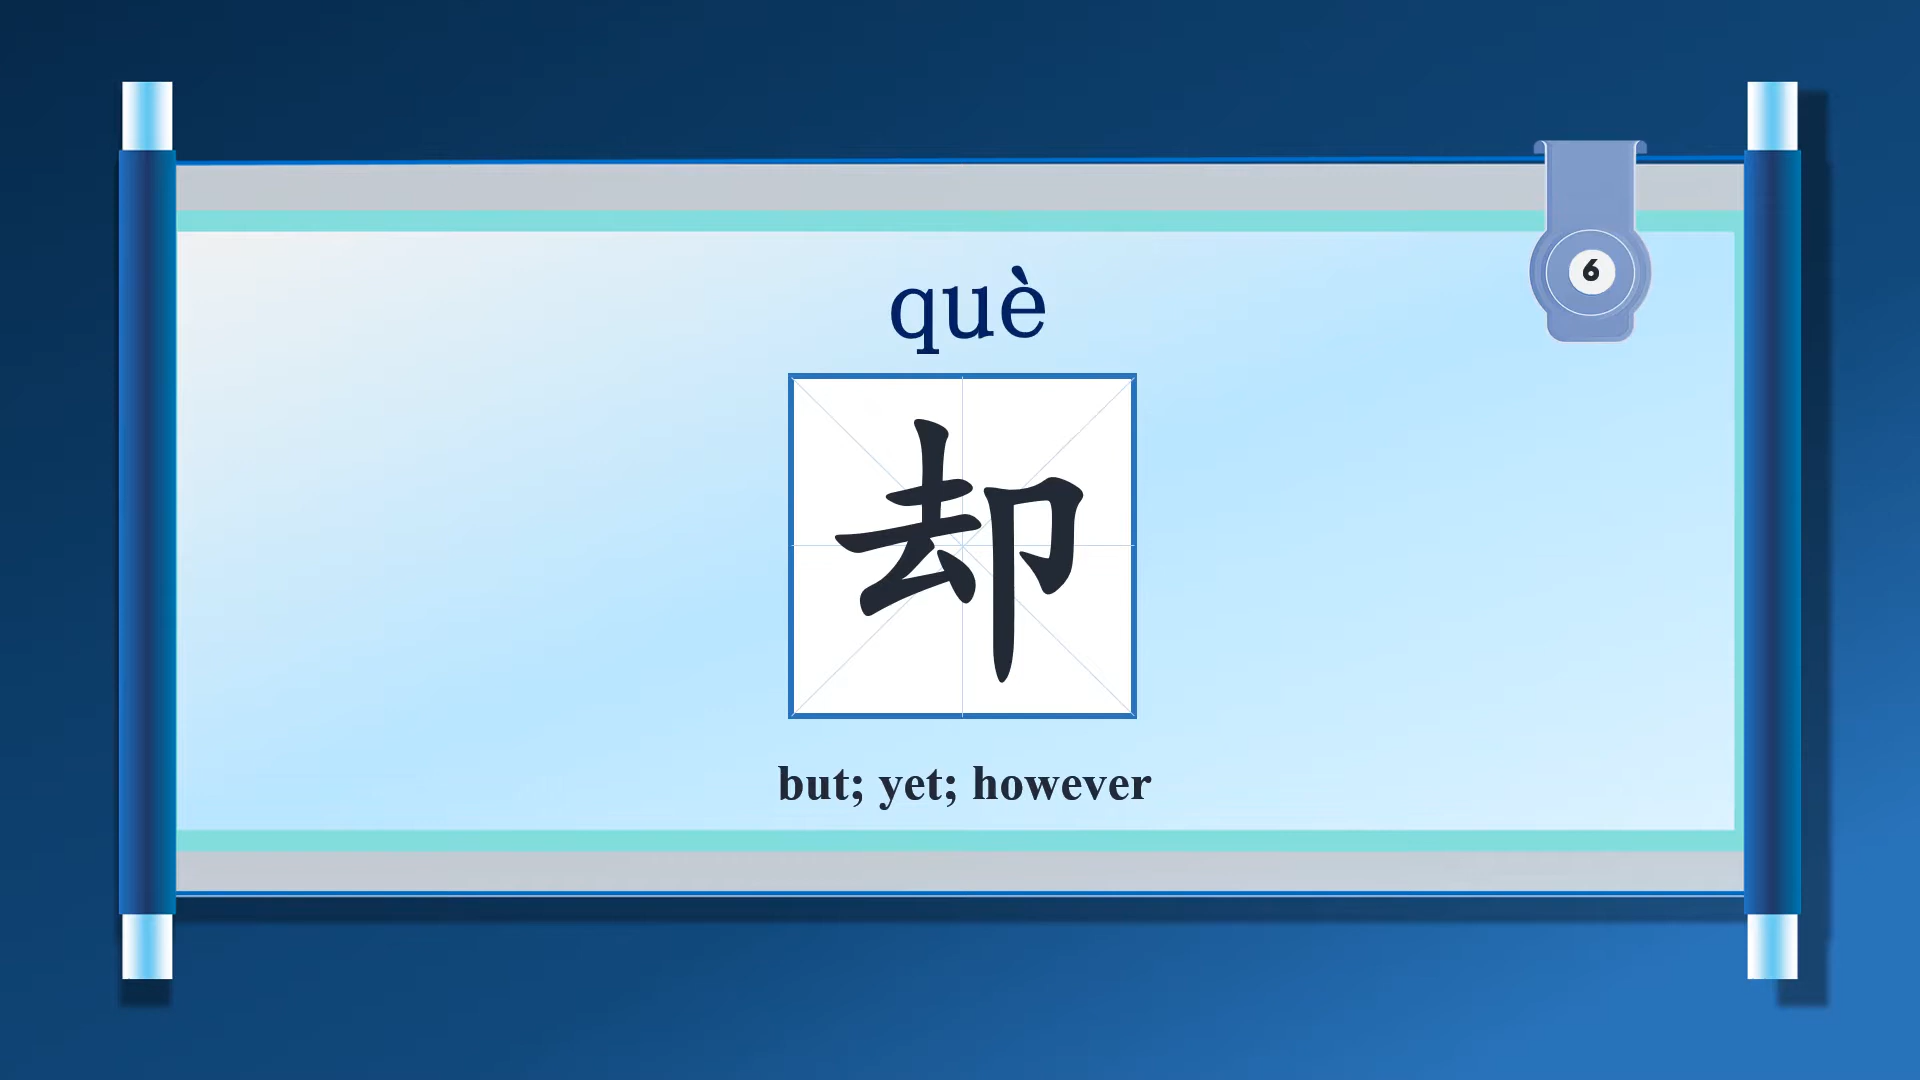 6
què
却
but; yet; however